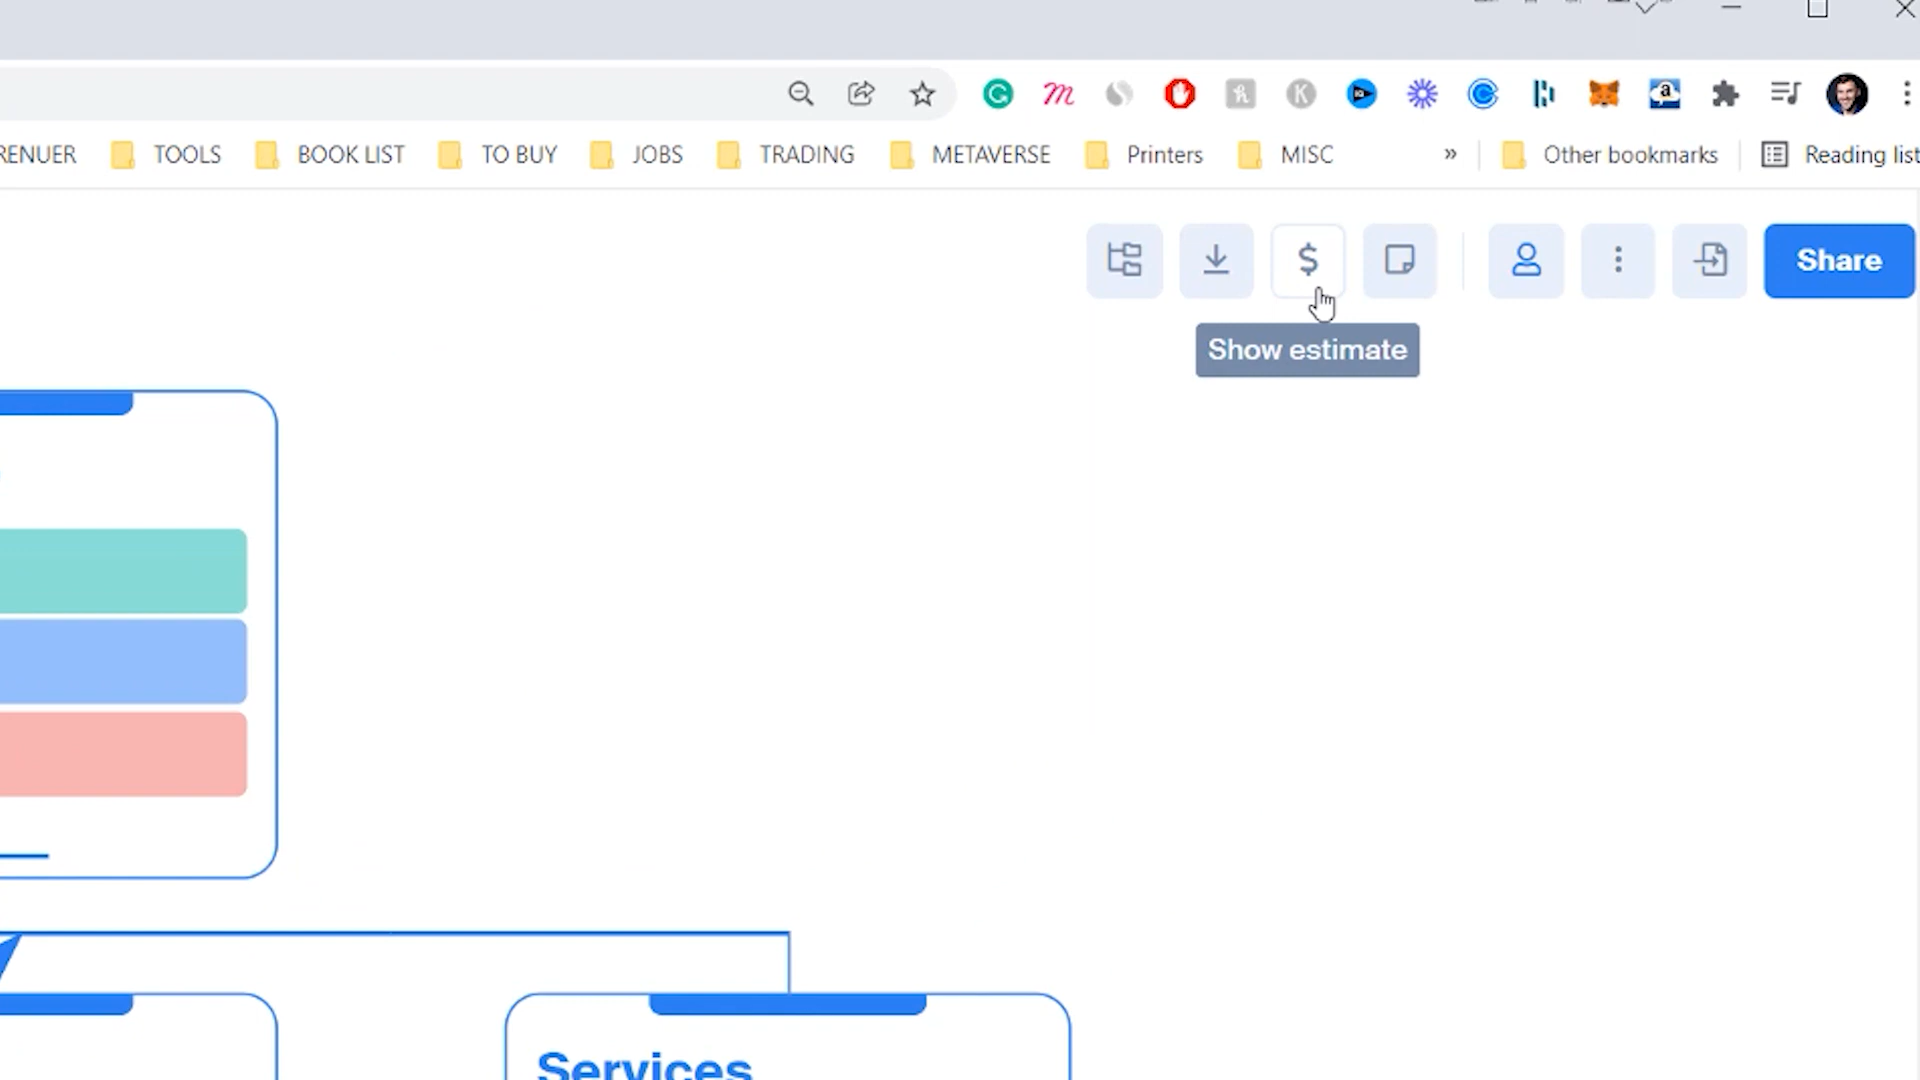 RENUER TOOLS BOOK LIST TO BUY JOBS TRADING METAVERSE Printers MISC » Other bookmarks Reading list
$ Share
Show estimate
Services